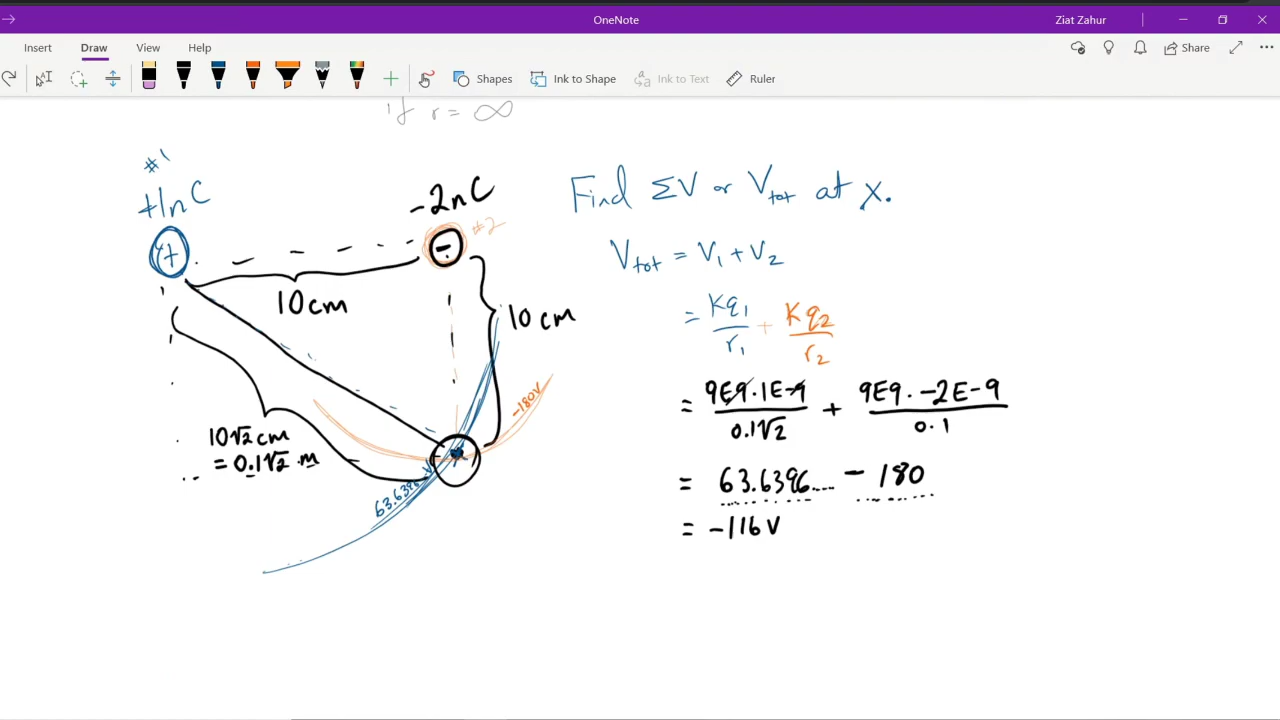 OneNote
Ziat Zahur
Insert Draw View Help
Share
Shapes Ink to Shape Ink to Text Ruler
if r = ∞
#1
+1nC
-2nC
#2
+
-
10cm
10cm
10√2 cm
= 0.1√2 m
63.6396...V
-180V
Find ΣV or Vtot at x.
Vtot = V1 + V2
= Kq1/r1 + Kq2/r2
= 9E9·1E-9/0.1√2 + 9E9·-2E-9/0.1
= 63.6396.... - 180
= -116V